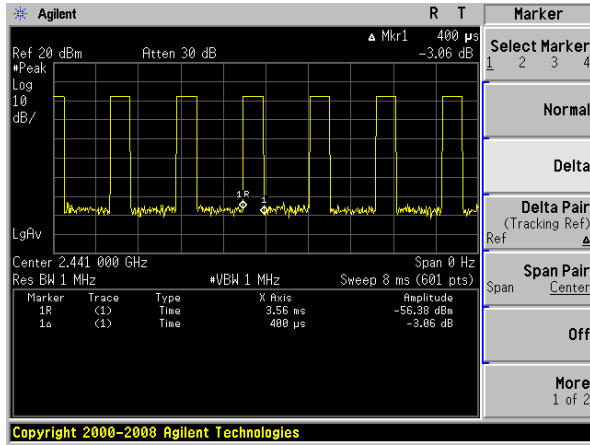 Agilent
R T
Marker
Δ Mkr1 400 µs
Ref 20 dBm Atten 30 dB -3.06 dB
#Peak
Log
10
dB/
1R
1
LgAv
Center 2.441 000 GHz Span 0 Hz
Res BW 1 MHz #VBW 1 MHz Sweep 8 ms (601 pts)
Marker Trace Type X Axis Amplitude
1R (1) Time 3.56 ms -56.38 dBm
1Δ (1) Time 400 µs -3.06 dB
Select Marker
1 2 3 4
Normal
Delta
Delta Pair
(Tracking Ref)
Ref Δ
Span Pair
Span Center
Off
More
1 of 2
Copyright 2000-2008 Agilent Technologies